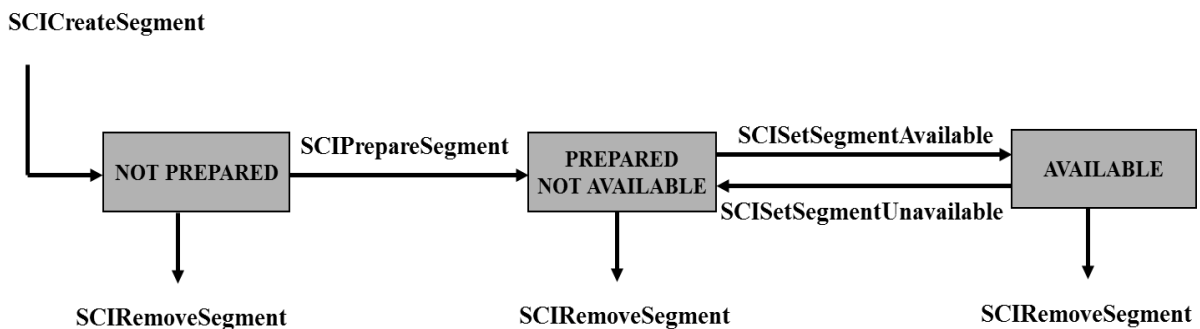 SCICreateSegment
NOT PREPARED
SCIPrepareSegment
PREPARED
NOT AVAILABLE
SCISetSegmentAvailable
SCISetSegmentUnavailable
AVAILABLE
SCIRemoveSegment
SCIRemoveSegment
SCIRemoveSegment